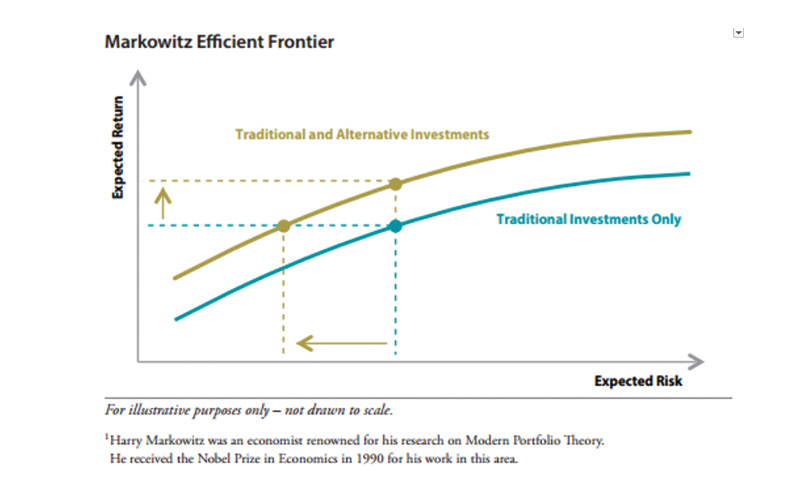 Markowitz Efficient Frontier
Expected Return
Traditional and Alternative Investments
Traditional Investments Only
Expected Risk
For illustrative purposes only – not drawn to scale.
1Harry Markowitz was an economist renowned for his research on Modern Portfolio Theory.
He received the Nobel Prize in Economics in 1990 for his work in this area.